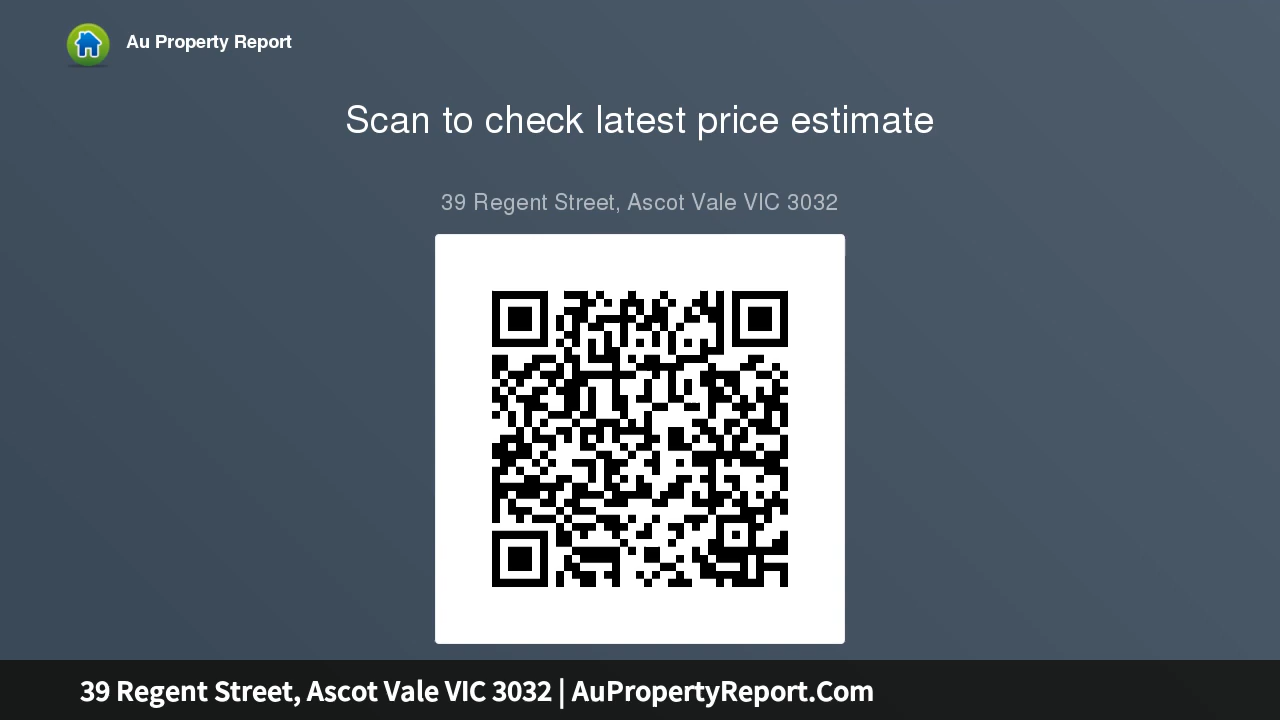 Au Property Report
Scan to check latest price estimate
39 Regent Street, Ascot Vale VIC 3032
39 Regent Street, Ascot Vale VIC 3032 | AuPropertyReport.Com